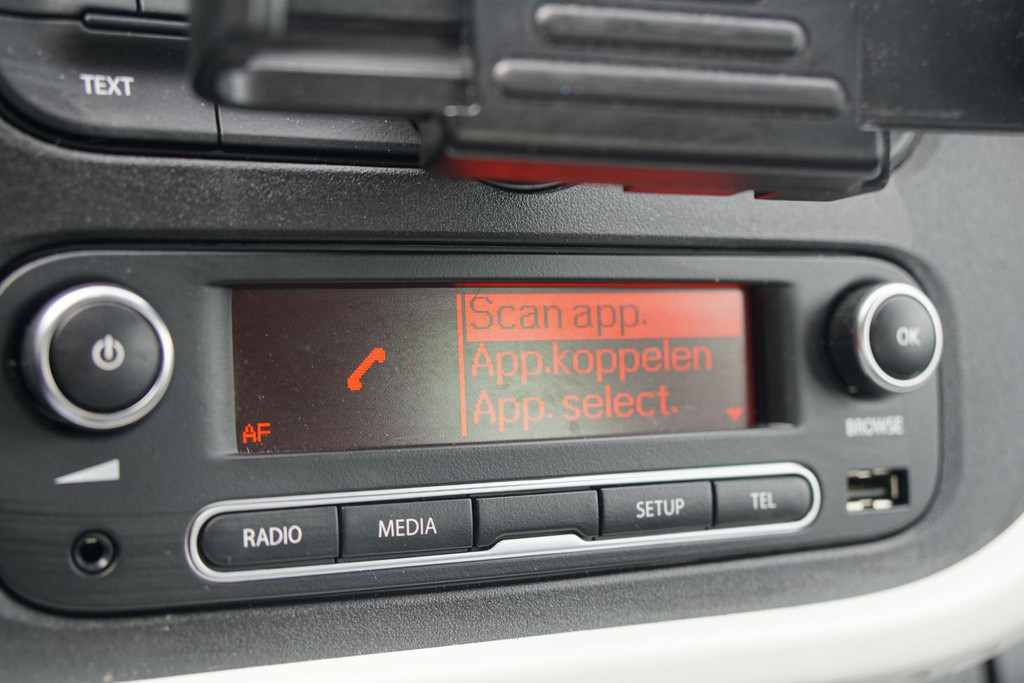 TEXT
Scan app.
App.koppelen
App. select.
AF
OK
BROWSE
RADIO
MEDIA
SETUP
TEL